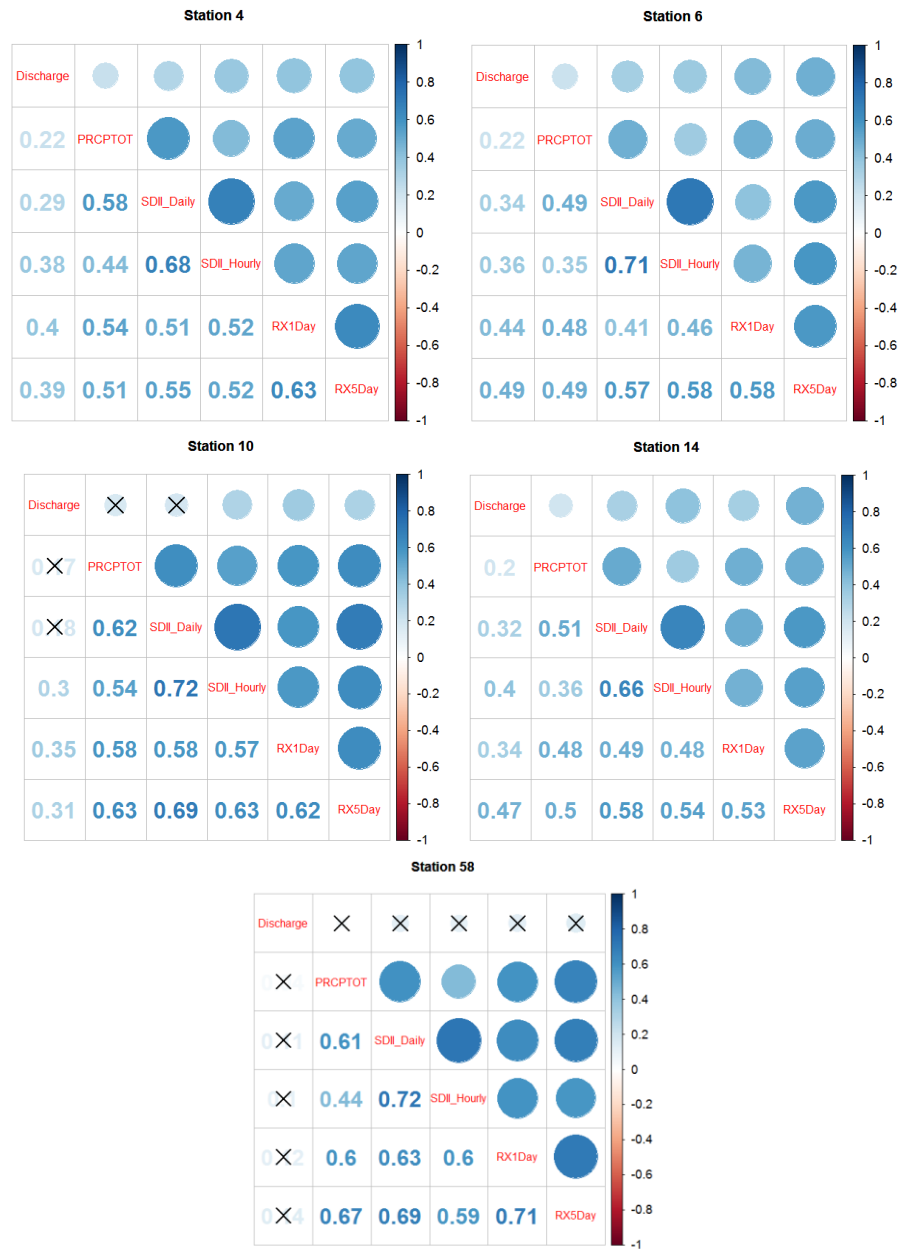 Station 4
Discharge
0.22 PRCPTOT
0.29 0.58 SDII_Daily
0.38 0.44 0.68 SDII_Hourly
0.4 0.54 0.51 0.52 RX1Day
0.39 0.51 0.55 0.52 0.63 RX5Day
1
0.8
0.6
0.4
0.2
0
-0.2
-0.4
-0.6
-0.8
-1
Station 6
Discharge
0.22 PRCPTOT
0.34 0.49 SDII_Daily
0.36 0.35 0.71 SDII_Hourly
0.44 0.48 0.41 0.46 RX1Day
0.49 0.49 0.57 0.58 0.58 RX5Day
1
0.8
0.6
0.4
0.2
0
-0.2
-0.4
-0.6
-0.8
-1
Station 10
Discharge
PRCPTOT
0.62 SDII_Daily
0.3 0.54 0.72 SDII_Hourly
0.35 0.58 0.58 0.57 RX1Day
0.31 0.63 0.69 0.63 0.62 RX5Day
1
0.8
0.6
0.4
0.2
0
-0.2
-0.4
-0.6
-0.8
-1
Station 14
Discharge
0.2 PRCPTOT
0.32 0.51 SDII_Daily
0.4 0.36 0.66 SDII_Hourly
0.34 0.48 0.49 0.48 RX1Day
0.47 0.5 0.58 0.54 0.53 RX5Day
1
0.8
0.6
0.4
0.2
0
-0.2
-0.4
-0.6
-0.8
-1
Station 58
Discharge
PRCPTOT
0.61 SDII_Daily
0.44 0.72 SDII_Hourly
0.6 0.63 0.6 RX1Day
0.67 0.69 0.59 0.71 RX5Day
1
0.8
0.6
0.4
0.2
0
-0.2
-0.4
-0.6
-0.8
-1